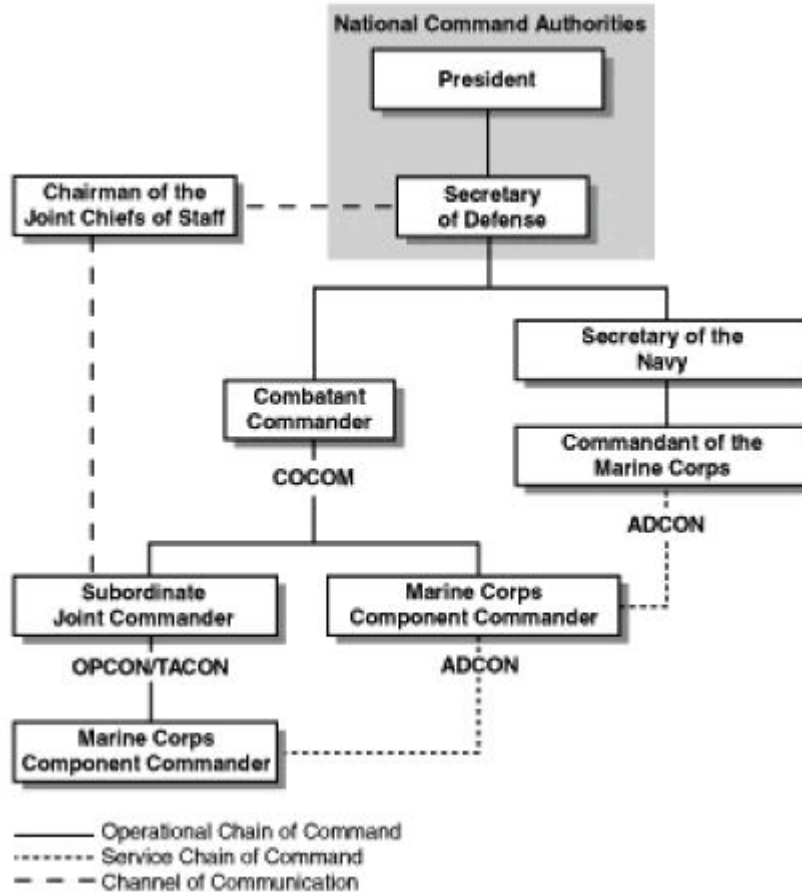 National Command Authorities
President
Chairman of the
Joint Chiefs of Staff
Secretary
of Defense
Secretary of the
Navy
Combatant
Commander
Commandant of the
Marine Corps
COCOM
ADCON
Subordinate
Joint Commander
Marine Corps
Component Commander
OPCON/TACON
ADCON
Marine Corps
Component Commander
Operational Chain of Command
Service Chain of Command
Channel of Communication